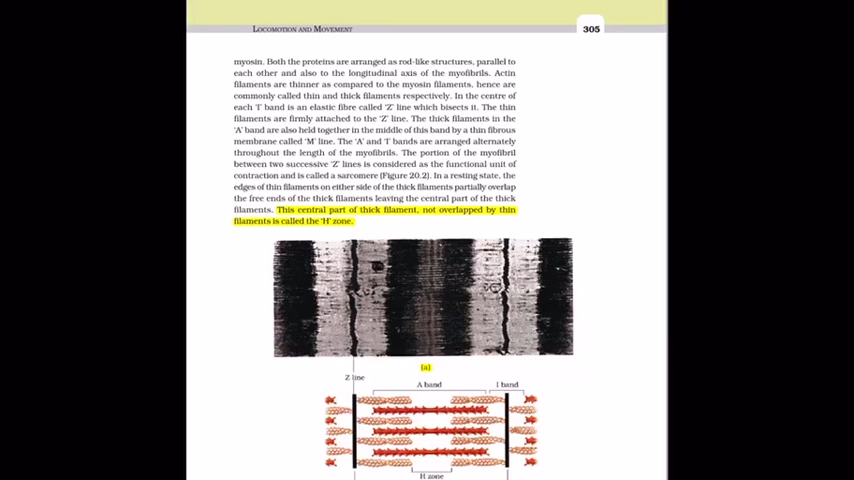 LOCOMOTION AND MOVEMENT
305
myosin. Both the proteins are arranged as rod-like structures, parallel to
each other and also to the longitudinal axis of the myofibrils. Actin
filaments are thinner as compared to the myosin filaments, hence are
commonly called thin and thick filaments respectively. In the centre of
each 'I' band is an elastic fibre called 'Z' line which bisects it. The thin
filaments are firmly attached to the 'Z' line. The thick filaments in the
'A' band are also held together in the middle of this band by a thin fibrous
membrane called 'M' line. The 'A' and 'I' bands are arranged alternately
throughout the length of the myofibrils. The portion of the myofibril
between two successive 'Z' lines is considered as the functional unit of
contraction and is called a sarcomere (Figure 20.2). In a resting state, the
edges of thin filaments on either side of the thick filaments partially overlap
the free ends of the thick filaments leaving the central part of the thick
filaments. This central part of thick filament, not overlapped by thin
filaments is called the 'H' zone.
(a)
Z line
A band
I band
H zone